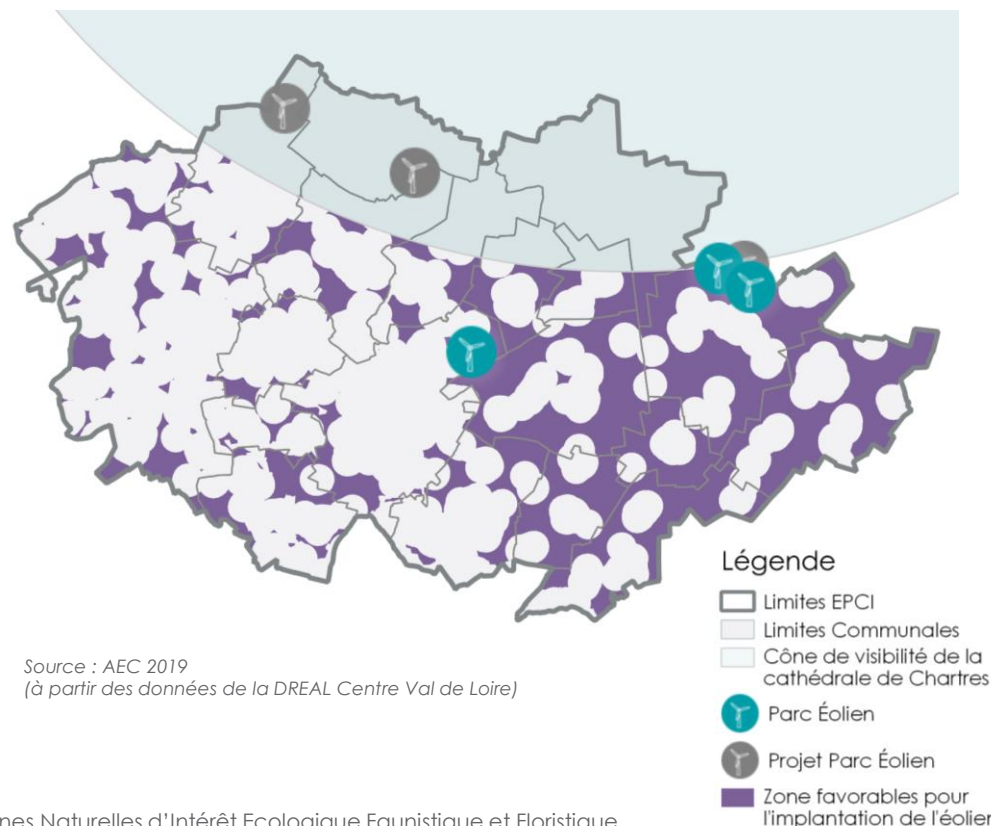 Légende
Limites EPCI
Limites Communales
Cône de visibilité de la
cathédrale de Chartres
Parc Éolien
Projet Parc Éolien
Zone favorables pour
l'implantation de l'éolien
Source : AEC 2019
(à partir des données de la DREAL Centre Val de Loire)
nes Naturelles d'Intérêt Ecologique Faunistique et Floristique